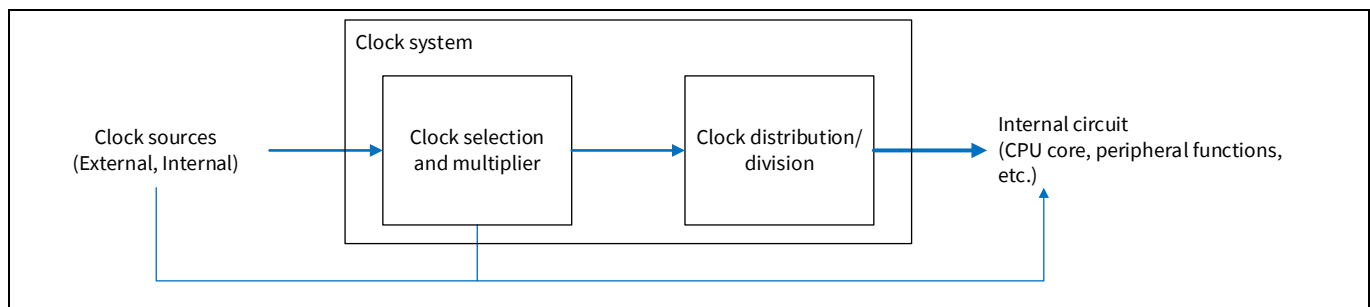 Clock system
Clock sources
(External, Internal)
Clock selection
and multiplier
Clock distribution/
division
Internal circuit
(CPU core, peripheral functions,
etc.)